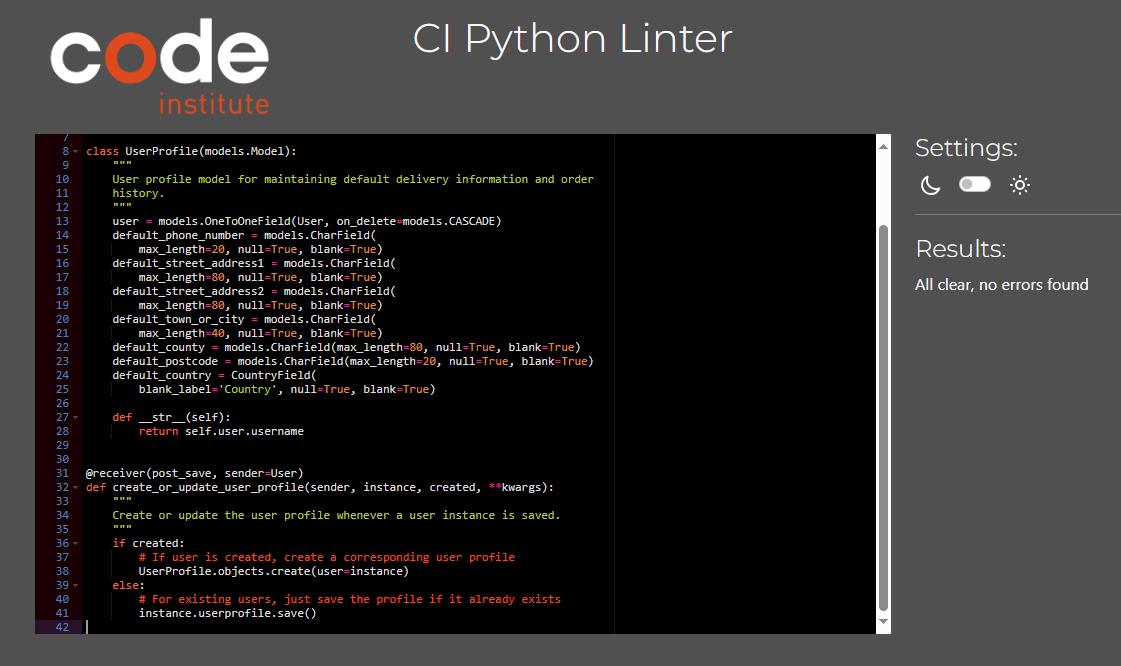 code
institute
CI Python Linter
7
8 class UserProfile(models.Model):
9     """
10     User profile model for maintaining default delivery information and order
11     history.
12     """
13     user = models.OneToOneField(User, on_delete=models.CASCADE)
14     default_phone_number = models.CharField(
15         max_length=20, null=True, blank=True)
16     default_street_address1 = models.CharField(
17         max_length=80, null=True, blank=True)
18     default_street_address2 = models.CharField(
19         max_length=80, null=True, blank=True)
20     default_town_or_city = models.CharField(
21         max_length=40, null=True, blank=True)
22     default_county = models.CharField(max_length=80, null=True, blank=True)
23     default_postcode = models.CharField(max_length=20, null=True, blank=True)
24     default_country = CountryField(
25         blank_label='Country', null=True, blank=True)
26
27     def __str__(self):
28         return self.user.username
29
30
31 @receiver(post_save, sender=User)
32 def create_or_update_user_profile(sender, instance, created, **kwargs):
33     """
34     Create or update the user profile whenever a user instance is saved.
35     """
36     if created:
37         # If user is created, create a corresponding user profile
38         UserProfile.objects.create(user=instance)
39     else:
40         # For existing users, just save the profile if it already exists
41         instance.userprofile.save()
42
Settings:
Results:
All clear, no errors found